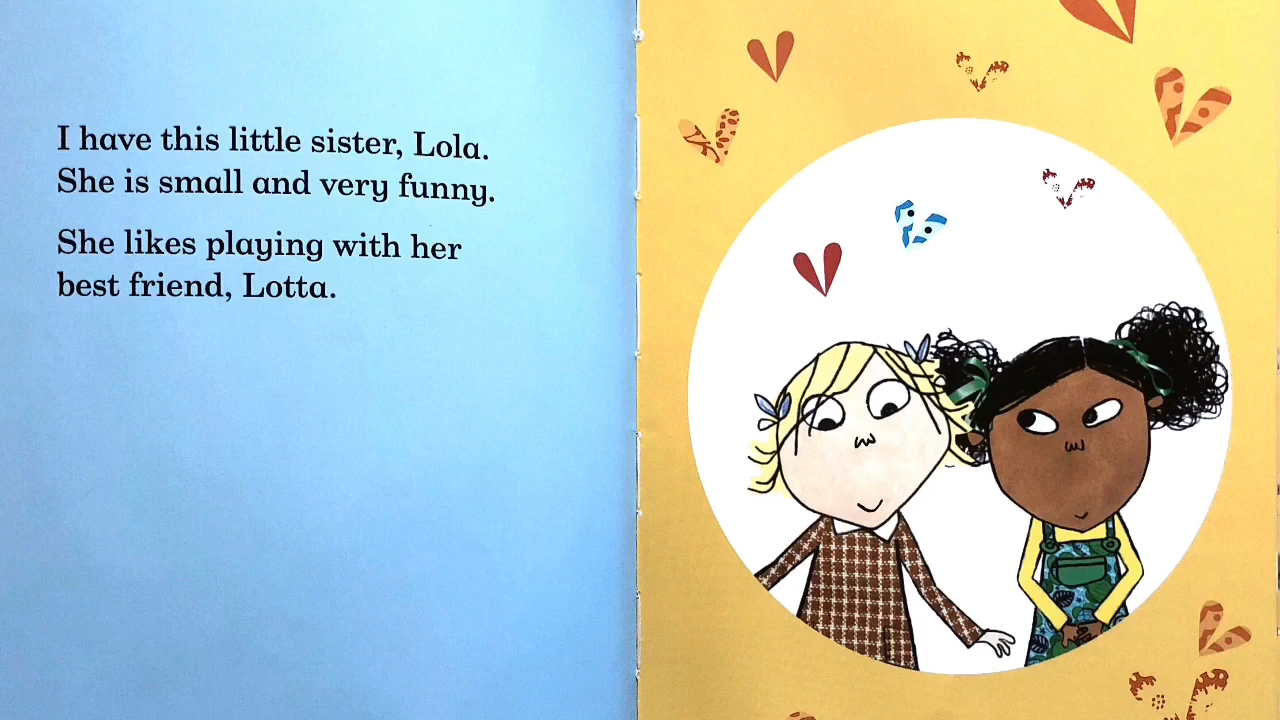 I have this little sister, Lola.
She is small and very funny.
She likes playing with her
best friend, Lotta.